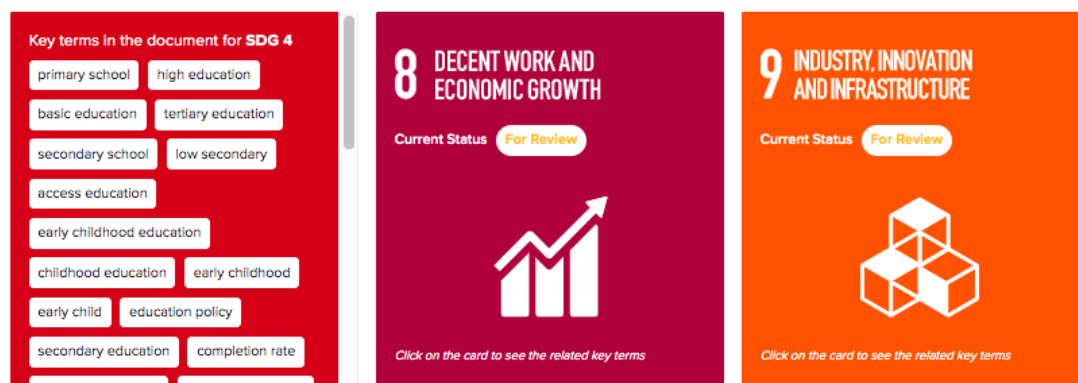 Key terms in the document for SDG 4
primary school high education
basic education tertiary education
secondary school low secondary
access education
early childhood education
childhood education early childhood
early child education policy
secondary education completion rate
8 DECENT WORK AND
ECONOMIC GROWTH
Current Status For Review
Click on the card to see the related key terms
9 INDUSTRY, INNOVATION
AND INFRASTRUCTURE
Current Status For Review
Click on the card to see the related key terms